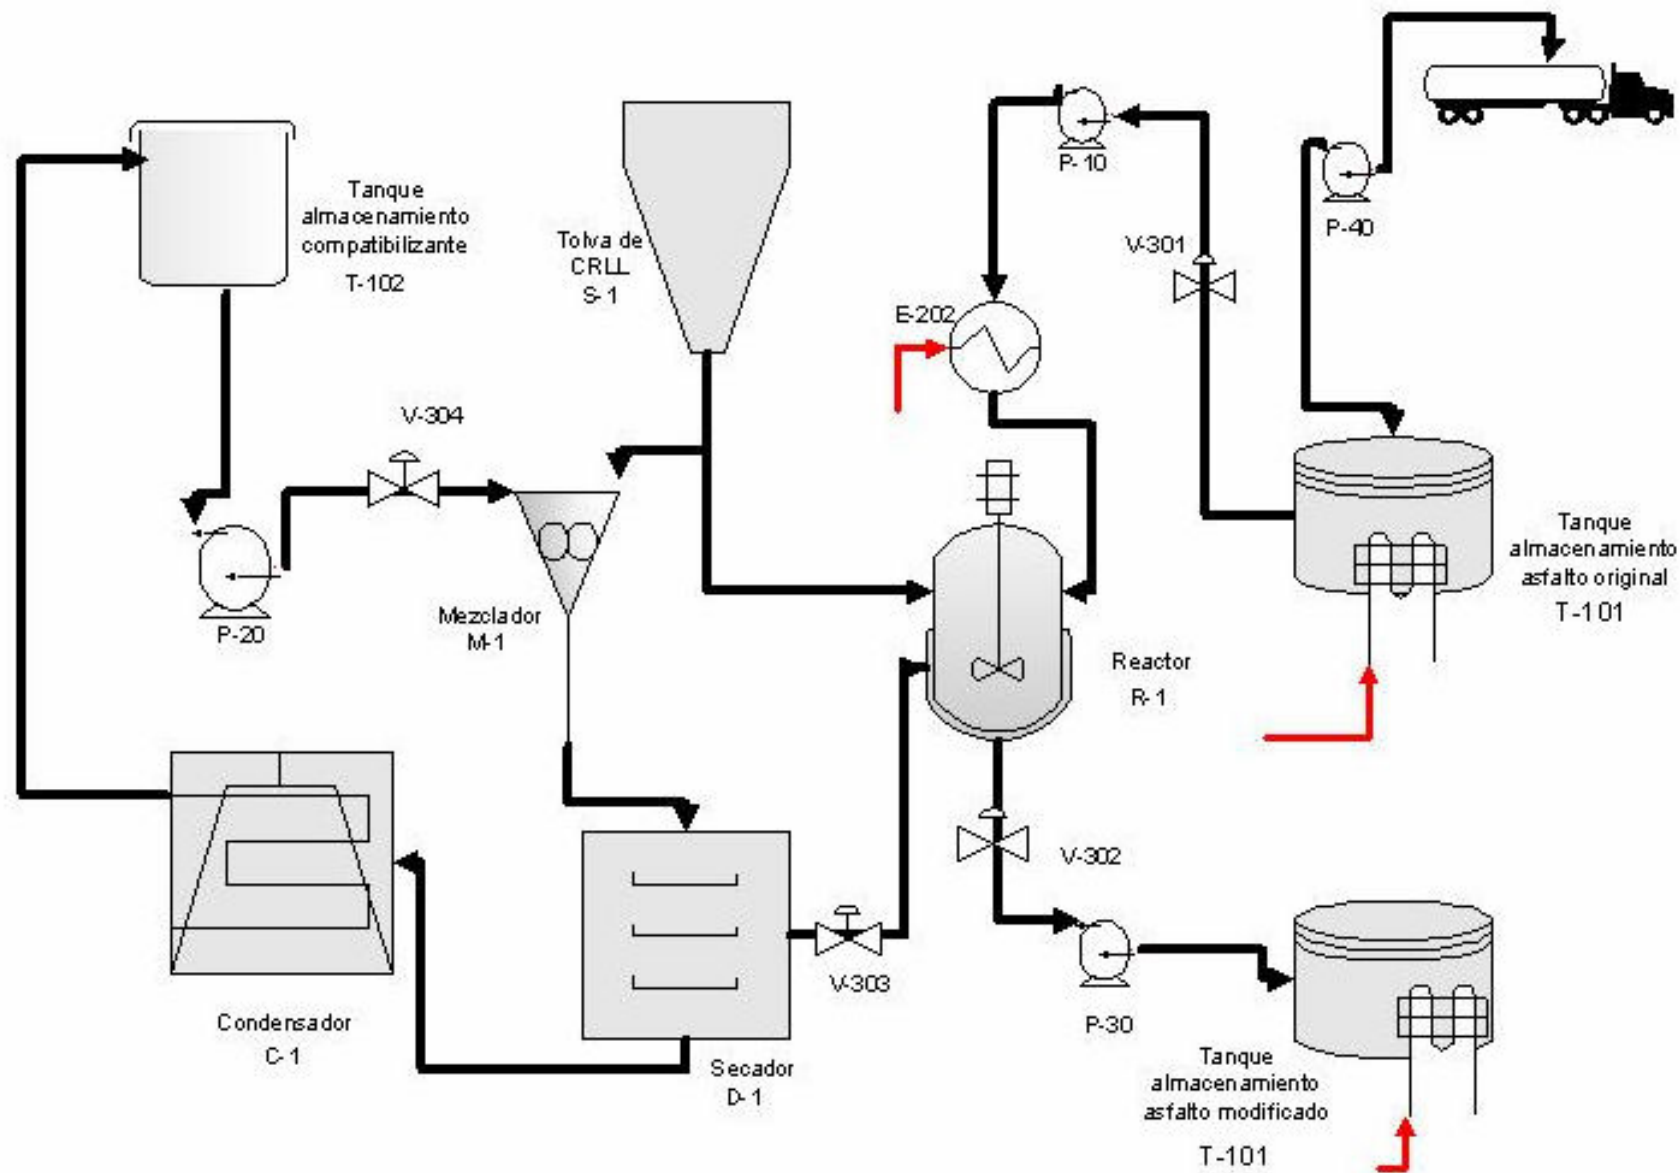 P-10
P-40
Tanque
almacenamiento
compatibilizante
T-102
Tolva de
CRLL
S-1
V-301
E-202
V-304
Tanque
almacenamiento
asfalto original
T-101
P-20
Mezclador
M-1
Reactor
R-1
V-302
V-303
Condensador
C-1
Secador
D-1
P-30
Tanque
almacenamiento
asfalto modificado
T-101